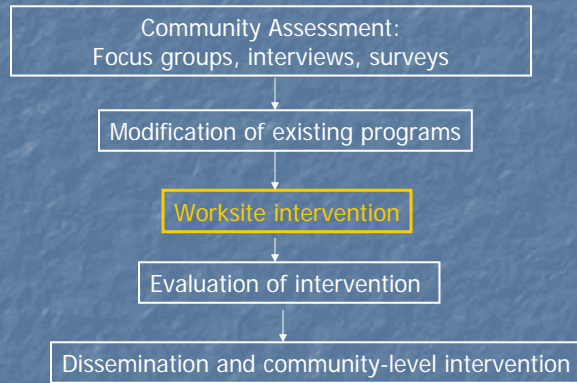 Community Assessment:
Focus groups, interviews, surveys
Modification of existing programs
Worksite intervention
Evaluation of intervention
Dissemination and community-level intervention